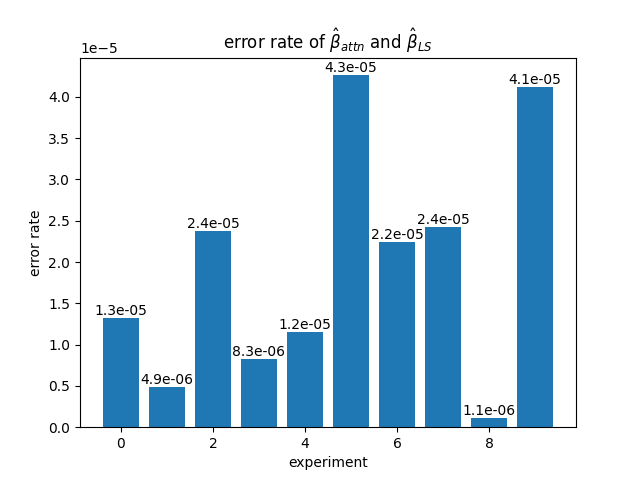 error rate of β̂attn and β̂LS
1e−5
4.3e-05
4.1e-05
2.4e-05
2.4e-05
2.2e-05
1.3e-05
1.2e-05
8.3e-06
4.9e-06
1.1e-06
4.0
3.5
3.0
2.5
2.0
1.5
1.0
0.5
0.0
error rate
0 2 4 6 8
experiment